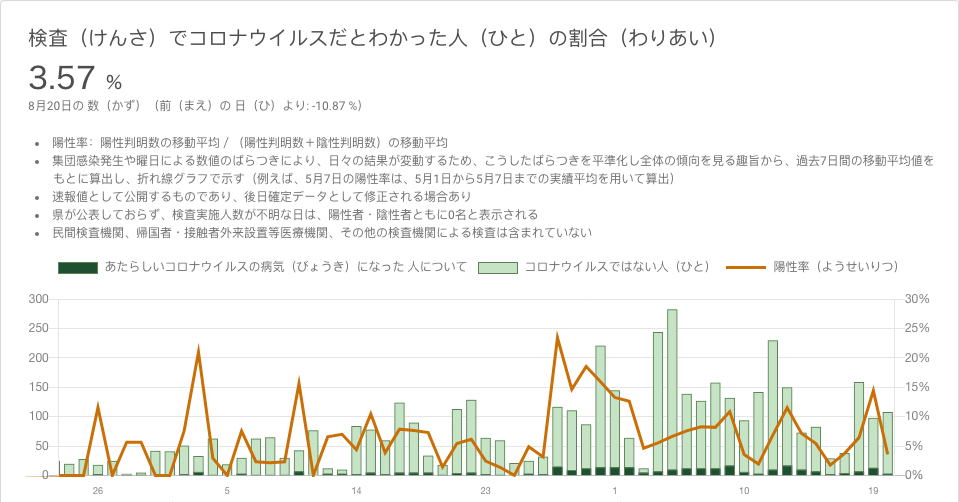 検査（けんさ）でコロナウイルスだとわかった人（ひと）の割合（わりあい）
3.57 %
8月20日の 数（かず）（前（まえ）の 日（ひ）より: -10.87 %）
• 陽性率：陽性判明数の移動平均 / （陽性判明数＋陰性判明数）の移動平均
• 集団感染発生や曜日による数値のばらつきにより、日々の結果が変動するため、こうしたばらつきを平準化し全体の傾向を見る趣旨から、過去7日間の移動平均値を
もとに算出し、折れ線グラフで示す（例えば、5月7日の陽性率は、5月1日から5月7日までの実績平均を用いて算出）
• 速報値として公開するものであり、後日確定データとして修正される場合あり
• 県が公表しておらず、検査実施人数が不明な日は、陽性者・陰性者ともに0名と表示される
• 民間検査機関、帰国者・接触者外来設置等医療機関、その他の検査機関による検査は含まれていない
あたらしいコロナウイルスの病気（びょうき）になった 人について コロナウイルスではない人（ひと） 陽性率（ようせいりつ）
300 30%
250 25%
200 20%
150 15%
100 10%
50 5%
0 0%
26 5 14 23 1 10 19